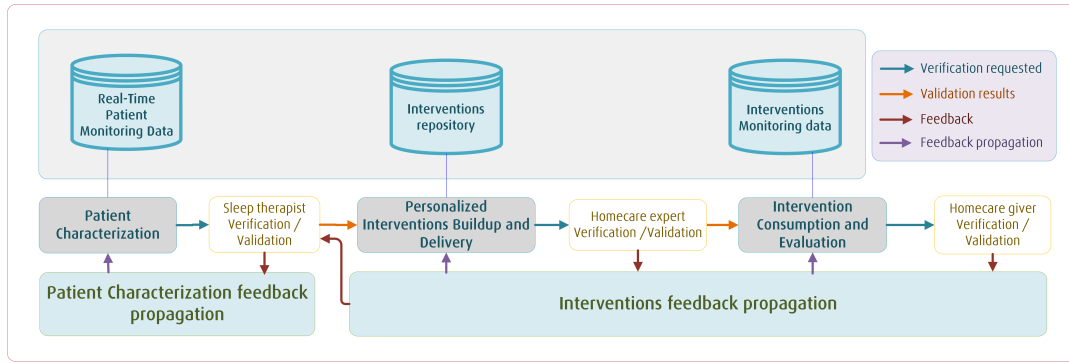 Real-Time
Patient
Monitoring Data
Interventions
repository
Interventions
Monitoring data
Verification requested
Validation results
Feedback
Feedback propagation
Patient
Characterization
Sleep therapist
Verification /
Validation
Personalized
Interventions Buildup and
Delivery
Homecare expert
Verification /Validation
Intervention
Consumption and
Evaluation
Homecare giver
Verification /
Validation
Patient Characterization feedback
propagation
Interventions feedback propagation